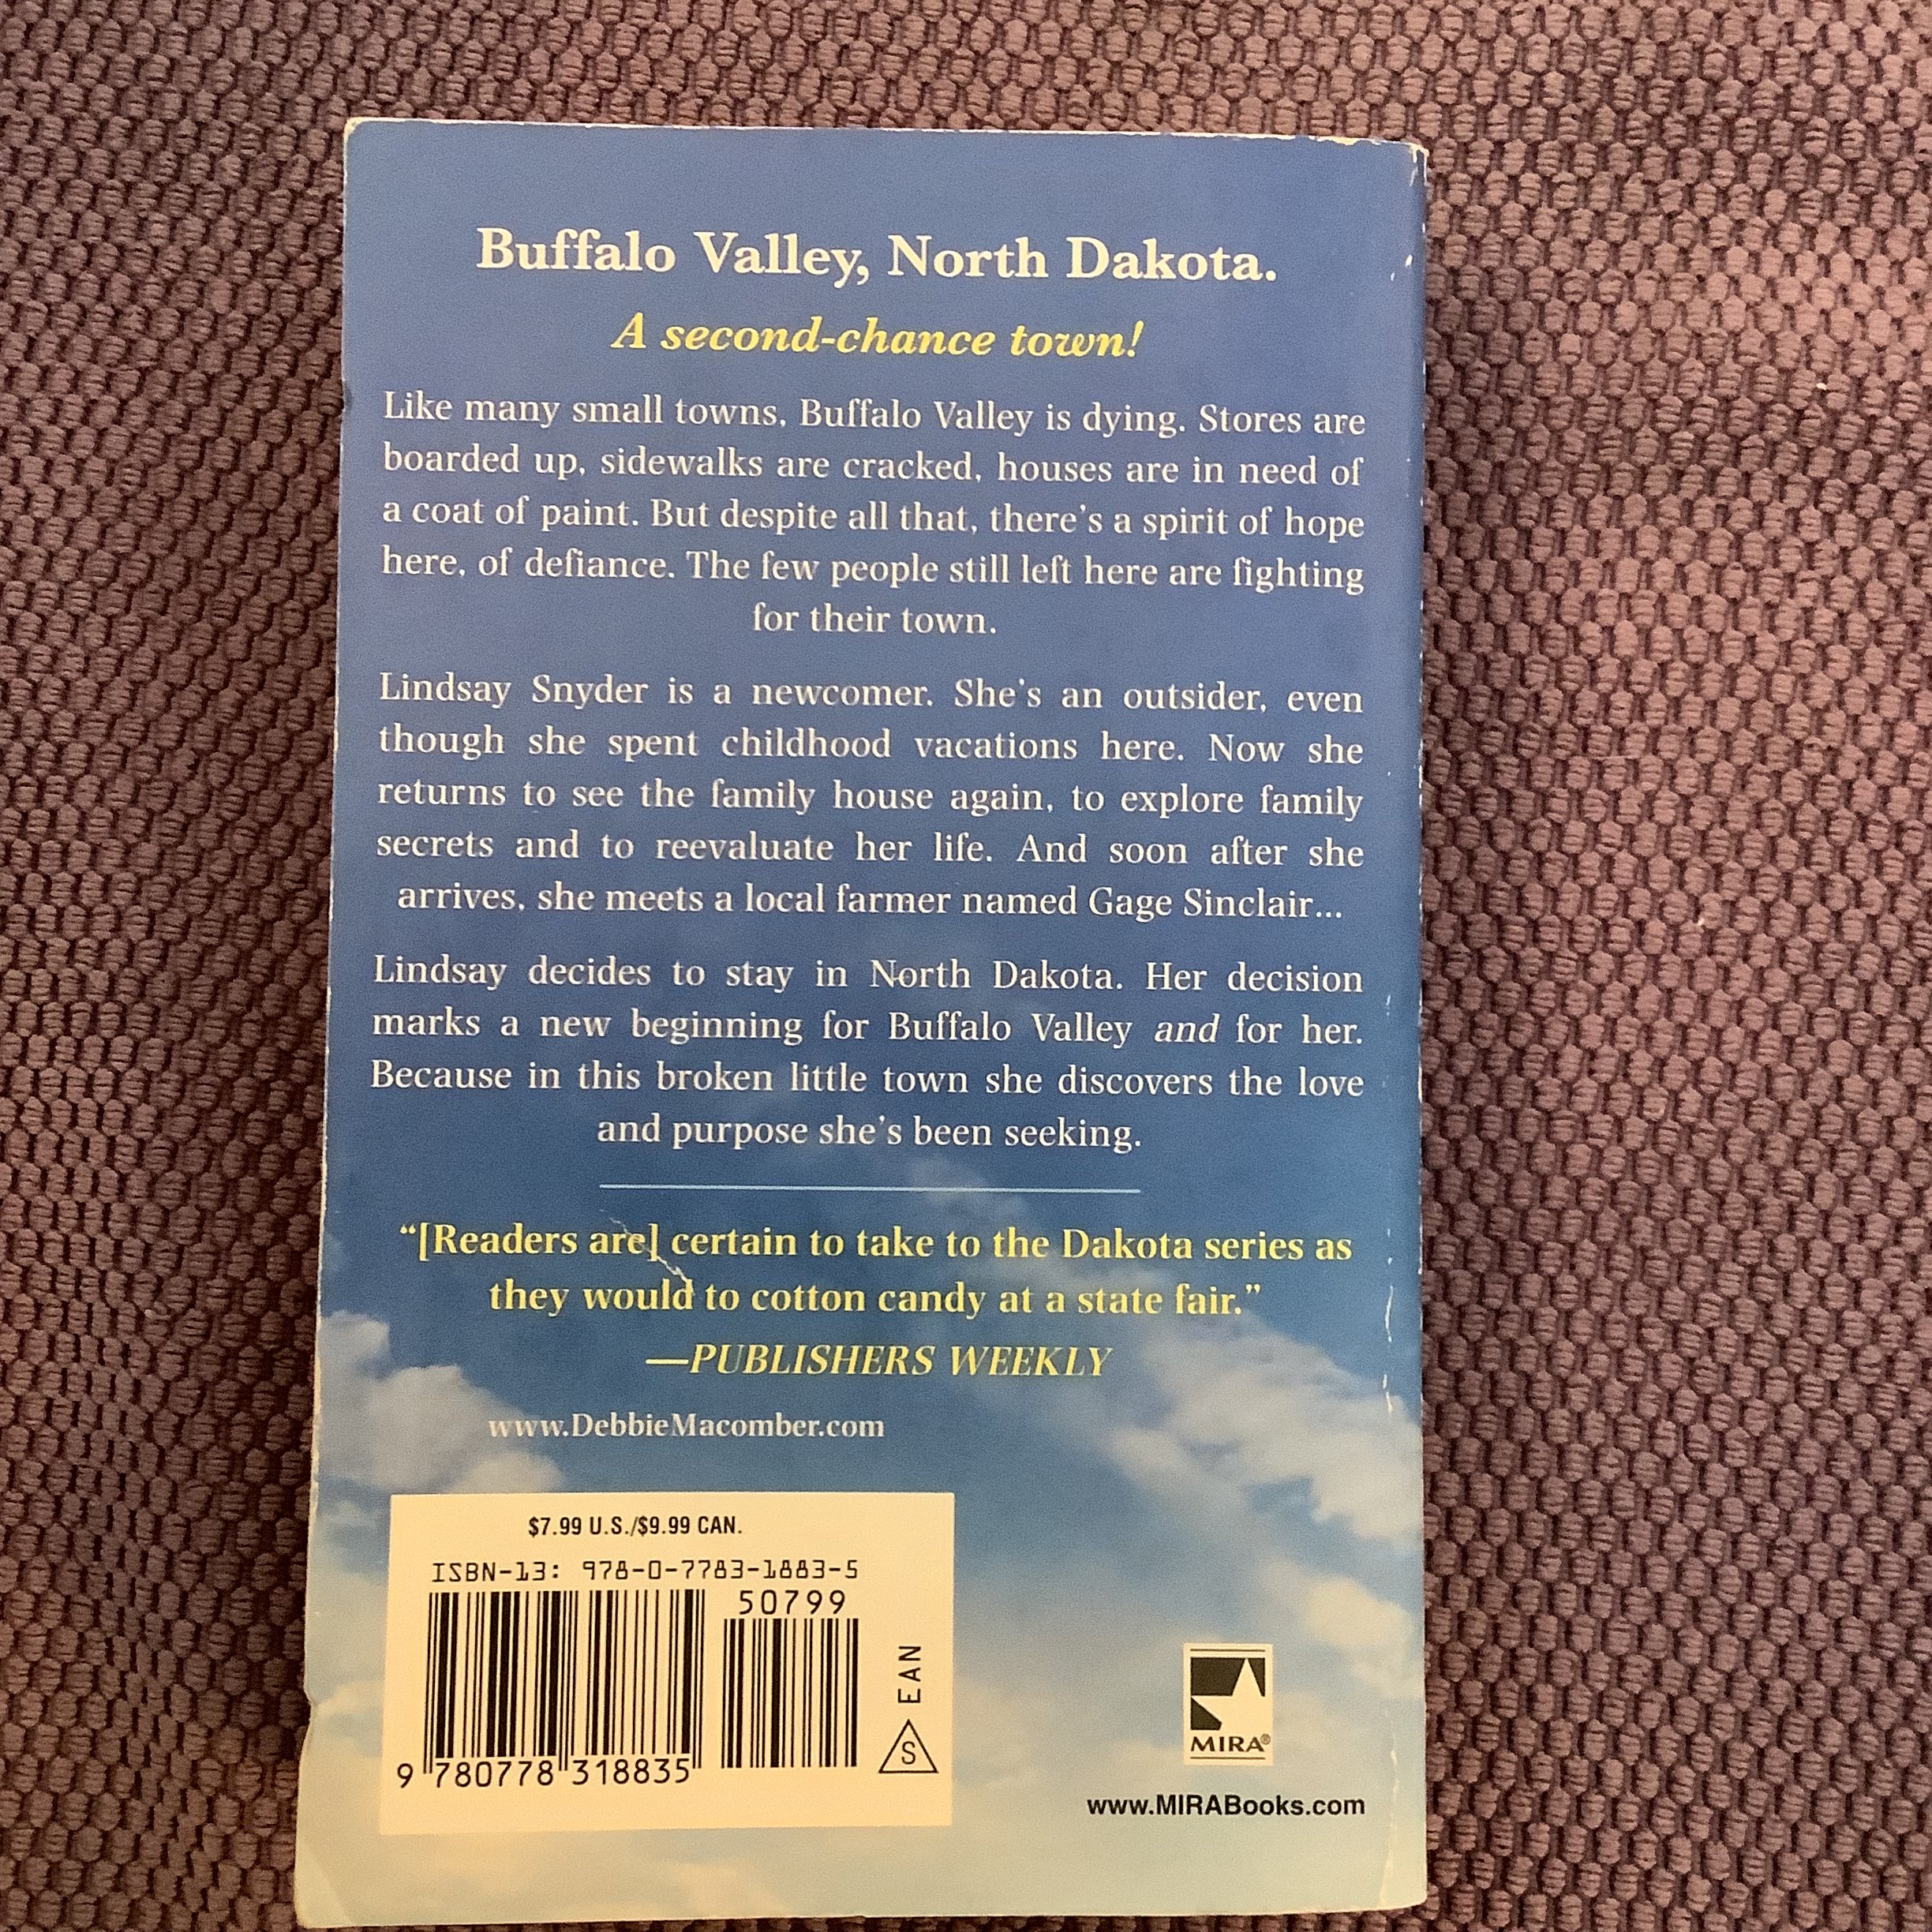 Buffalo Valley, North Dakota.
A second-chance town!
Like many small towns, Buffalo Valley is dying. Stores are
boarded up, sidewalks are cracked, houses are in need of
a coat of paint. But despite all that, there's a spirit of hope
here, of defiance. The few people still left here are fighting
for their town.
Lindsay Snyder is a newcomer. She's an outsider, even
though she spent childhood vacations here. Now she
returns to see the family house again, to explore family
secrets and to reevaluate her life. And soon after she
arrives, she meets a local farmer named Gage Sinclair...
Lindsay decides to stay in North Dakota. Her decision
marks a new beginning for Buffalo Valley and for her.
Because in this broken little town she discovers the love
and purpose she's been seeking.
"[Readers are] certain to take to the Dakota series as
they would to cotton candy at a state fair."
—PUBLISHERS WEEKLY
www.DebbieMacomber.com
$7.99 U.S./$9.99 CAN.
ISBN-13: 978-0-7783-1883-5
50799
9 780778 318835
EAN
S
MIRA®
www.MIRABooks.com